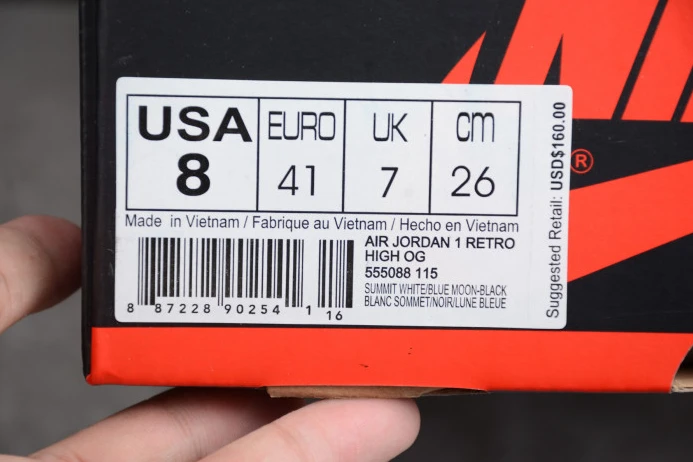 USA EURO UK cm
8 41 7 26
Made in Vietnam / Fabrique au Vietnam / Hecho en Vietnam
AIR JORDAN 1 RETRO
HIGH OG
555088 115
SUMMIT WHITE/BLUE MOON-BLACK
BLANC SOMMET/NOIR/LUNE BLEUE
8 87228 90254 1 16
Suggested Retail: USD$160.00
®